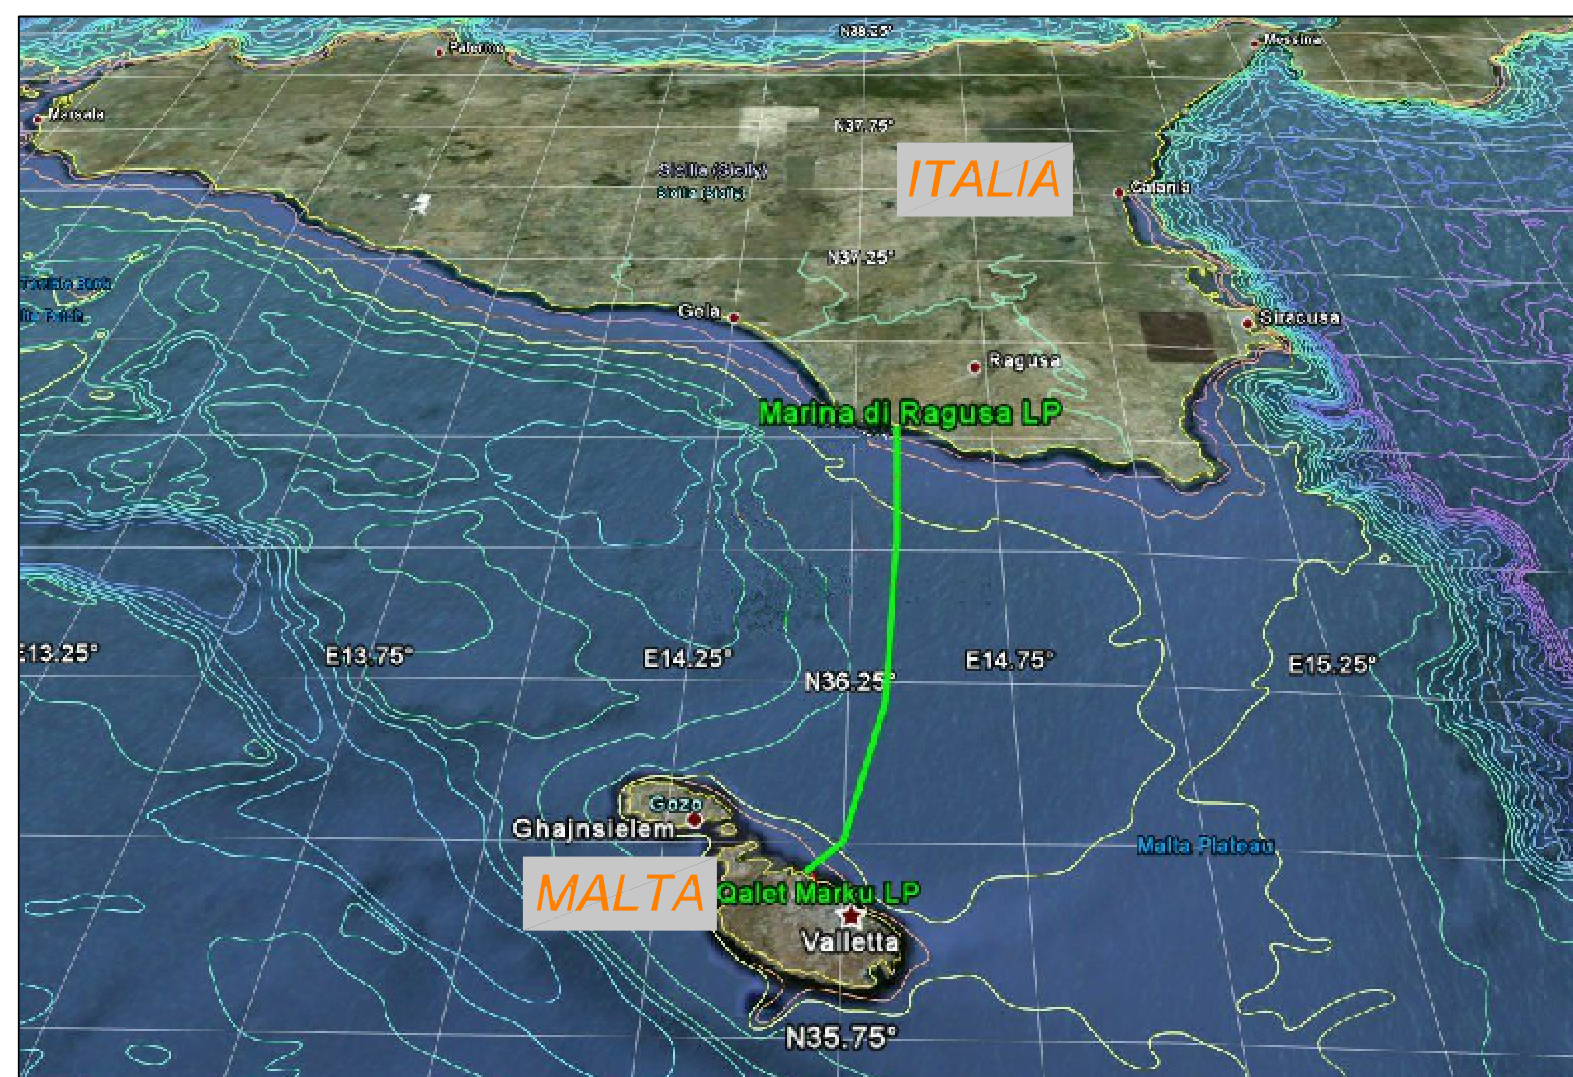 N38.25°
Palermo
Messina
Marsala
N37.75°
Sicilia (Sicily)
Sicilia (Sicily)
ITALIA
Catania
N37.25°
Gela
Siracusa
Ragusa
Marina di Ragusa LP
E13.25°
E13.75°
E14.25°
E14.75°
E15.25°
N36.25°
Gozo
Ghajnsielem
Malta Plateau
MALTA
Qalet Marku LP
Valletta
N35.75°